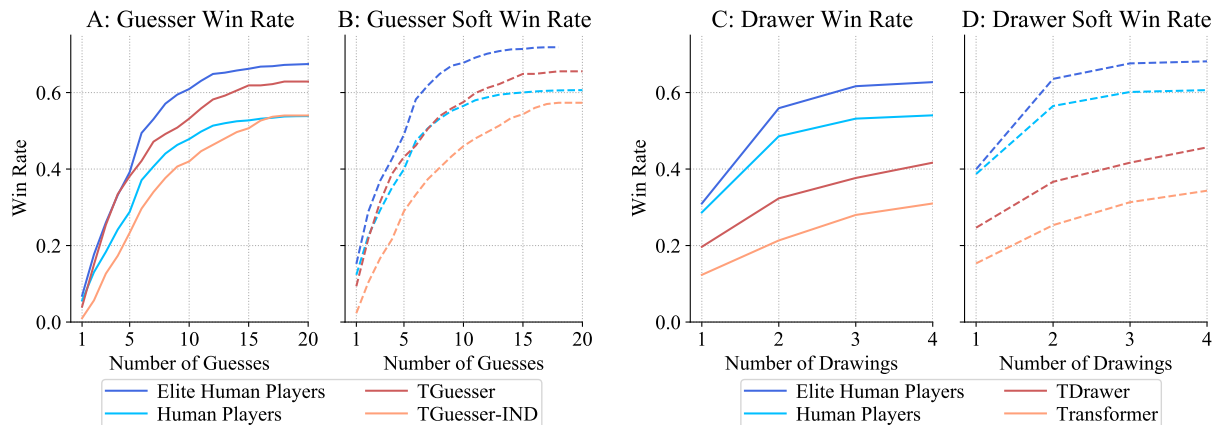 A: Guesser Win Rate
B: Guesser Soft Win Rate
C: Drawer Win Rate
D: Drawer Soft Win Rate
Win Rate
0.6
0.4
0.2
0.0
1 5 10 15 20
Number of Guesses
1 5 10 15 20
Number of Guesses
Win Rate
0.6
0.4
0.2
0.0
1 2 3 4
Number of Drawings
1 2 3 4
Number of Drawings
Elite Human Players
TGuesser
Human Players
TGuesser-IND
Elite Human Players
TDrawer
Human Players
Transformer